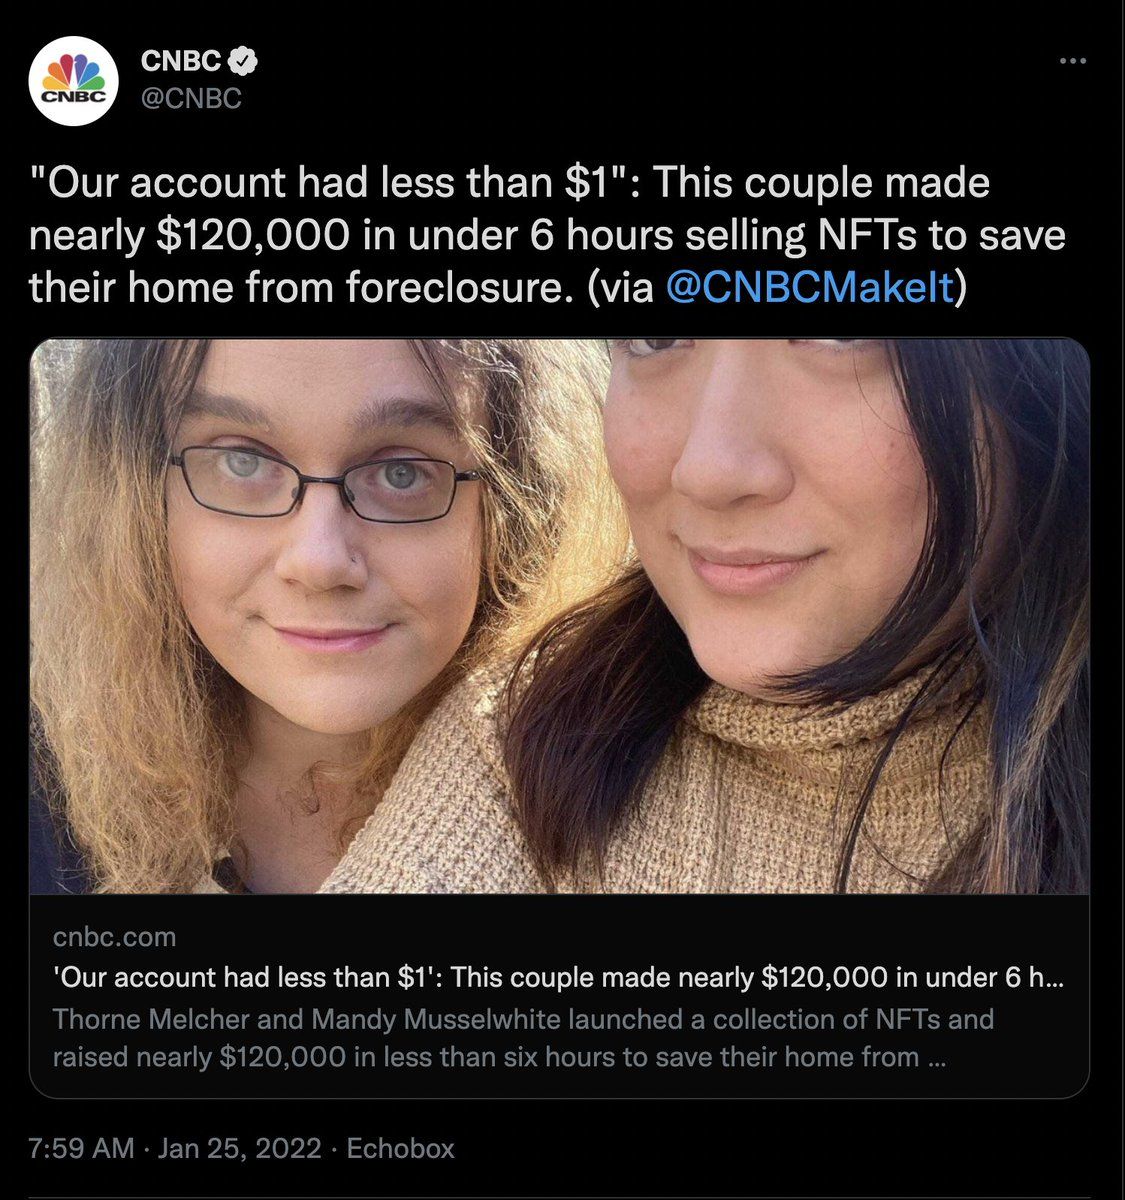 CNBC
@CNBC
CNBC
"Our account had less than $1": This couple made
nearly $120,000 in under 6 hours selling NFTs to save
their home from foreclosure. (via @CNBCMakeIt)
cnbc.com
'Our account had less than $1': This couple made nearly $120,000 in under 6 h...
Thorne Melcher and Mandy Musselwhite launched a collection of NFTs and
raised nearly $120,000 in less than six hours to save their home from ...
7:59 AM · Jan 25, 2022 · Echobox